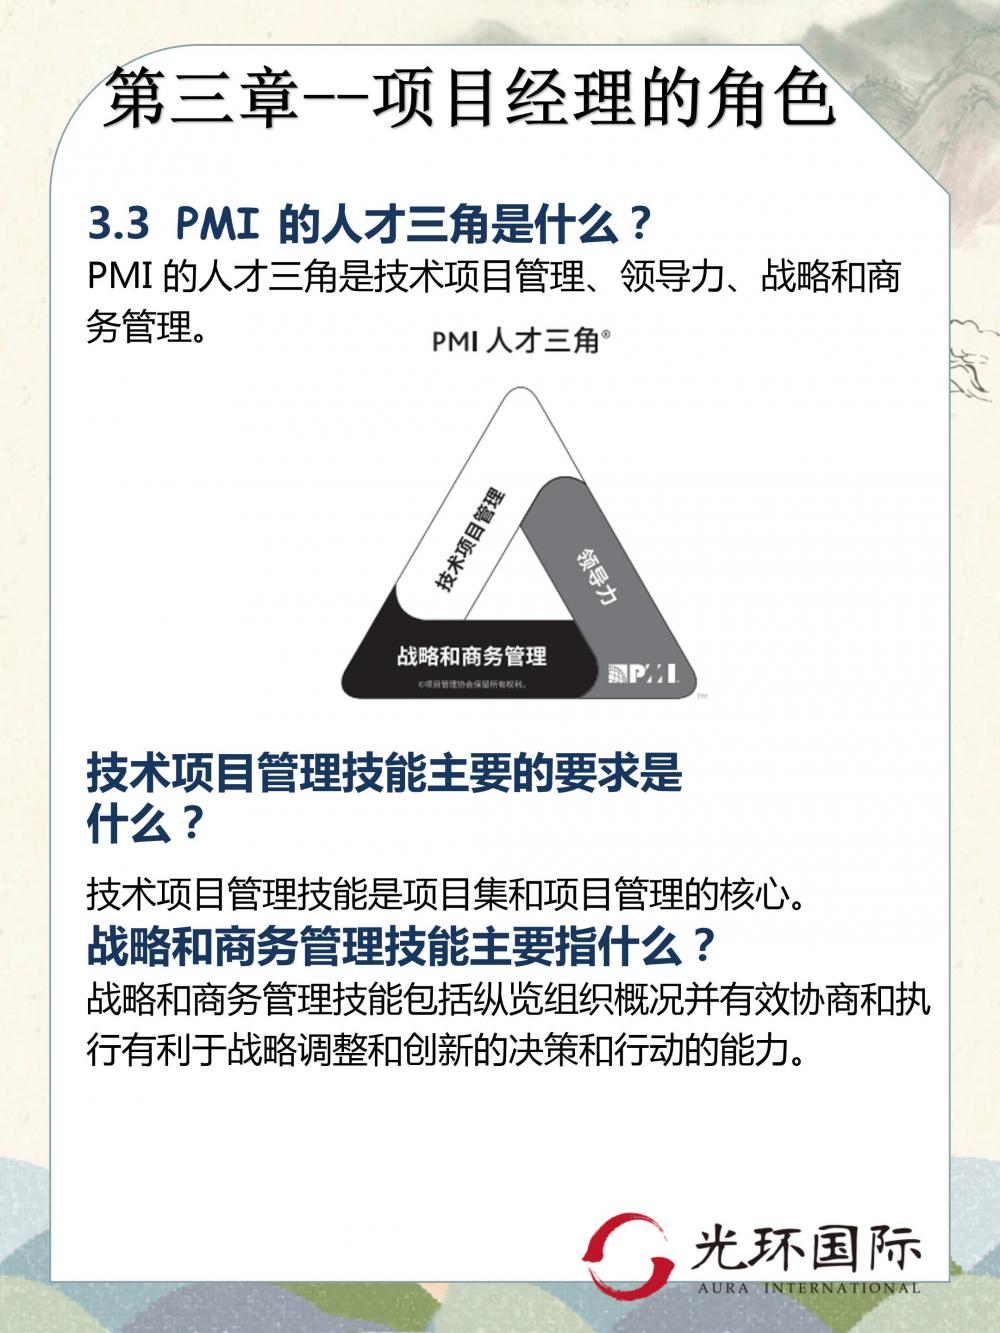 第三章--项目经理的角色
3.3 PMI 的人才三角是什么？
PMI 的人才三角是技术项目管理、领导力、战略和商
务管理。
PMI 人才三角®
技术项目管理
领导力
战略和商务管理
©项目管理协会保留所有权利。
PMI
TM
技术项目管理技能主要的要求是
什么？
技术项目管理技能是项目集和项目管理的核心。
战略和商务管理技能主要指什么？
战略和商务管理技能包括纵览组织概况并有效协商和执
行有利于战略调整和创新的决策和行动的能力。
光环国际
AURA INTERNATIONAL